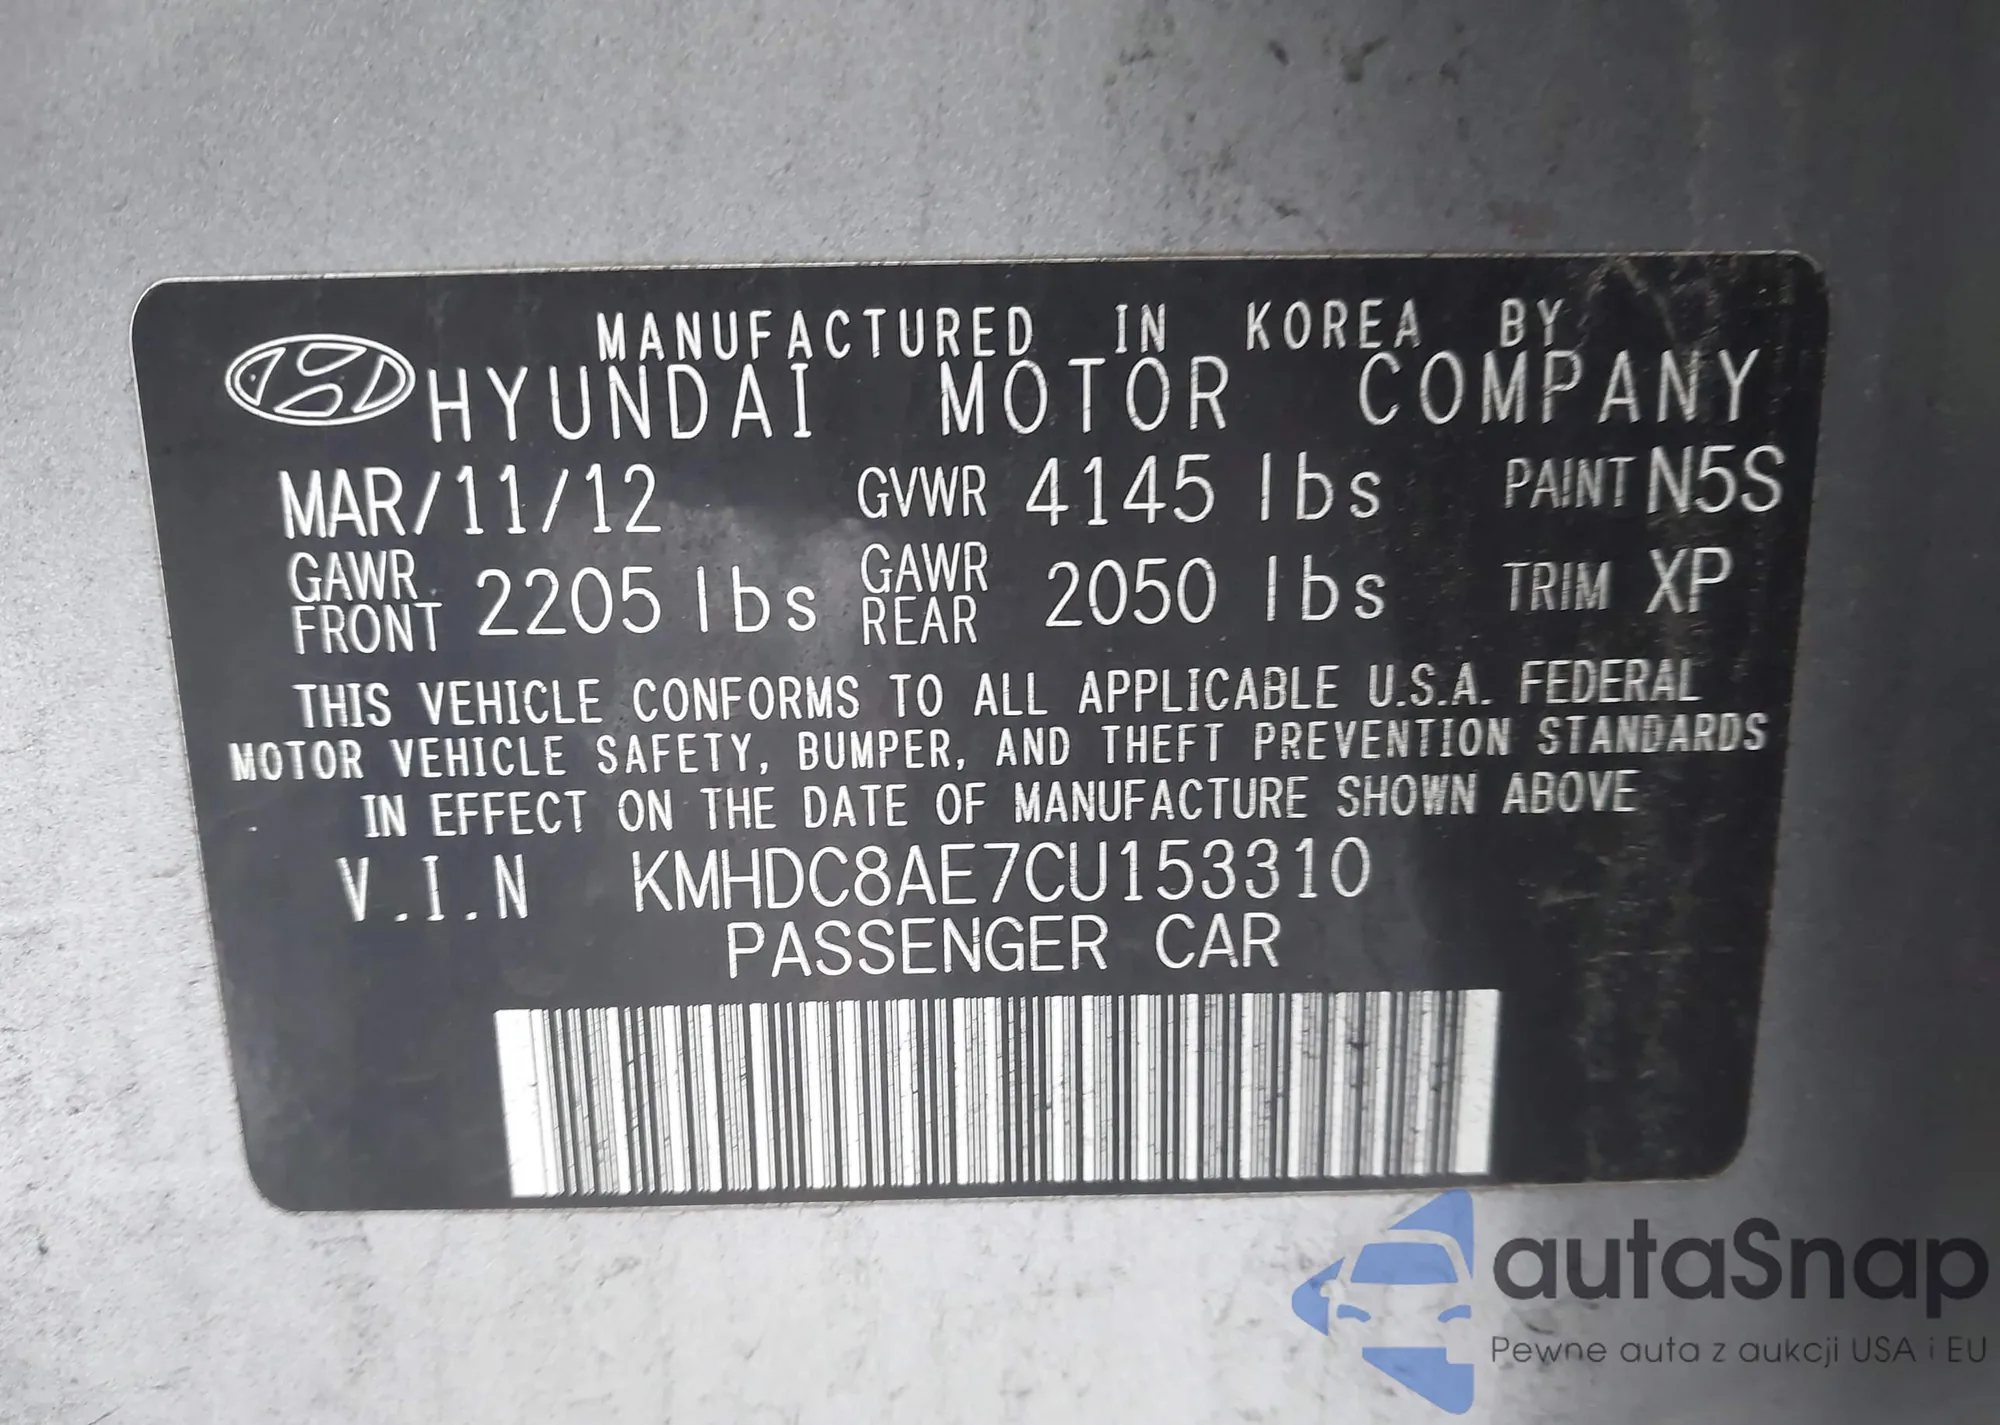 MANUFACTURED IN KOREA BY
HYUNDAI MOTOR COMPANY
MAR/11/12 GVWR 4145 lbs PAINT N5S
GAWR FRONT 2205 lbs GAWR REAR 2050 lbs TRIM XP
THIS VEHICLE CONFORMS TO ALL APPLICABLE U.S.A. FEDERAL
MOTOR VEHICLE SAFETY, BUMPER, AND THEFT PREVENTION STANDARDS
IN EFFECT ON THE DATE OF MANUFACTURE SHOWN ABOVE
V.I.N KMHDC8AE7CU153310
PASSENGER CAR
autaSnap
Pewne auta z aukcji USA i EU